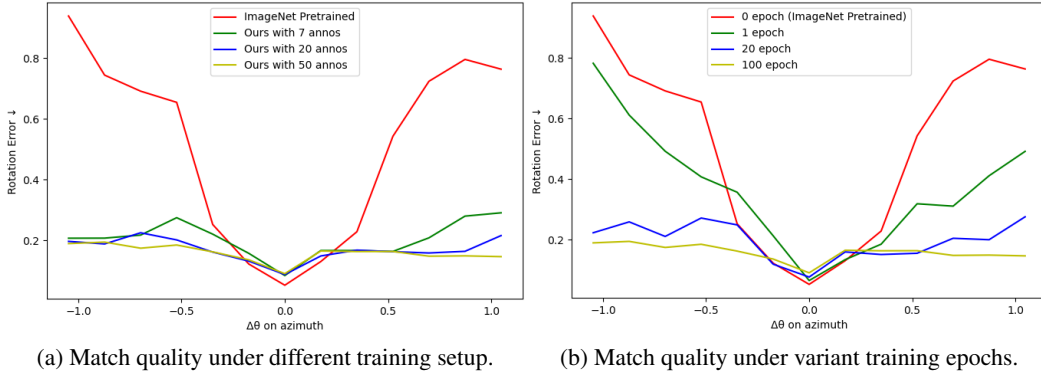 ImageNet Pretrained
Ours with 7 annos
Ours with 20 annos
Ours with 50 annos
0.8
0.6
0.4
0.2
Rotation Error ↓
−1.0 −0.5 0.0 0.5 1.0
Δθ on azimuth
(a) Match quality under different training setup.
0 epoch (ImageNet Pretrained)
1 epoch
20 epoch
100 epoch
0.8
0.6
0.4
0.2
Rotation Error ↓
−1.0 −0.5 0.0 0.5 1.0
Δθ on azimuth
(b) Match quality under variant training epochs.